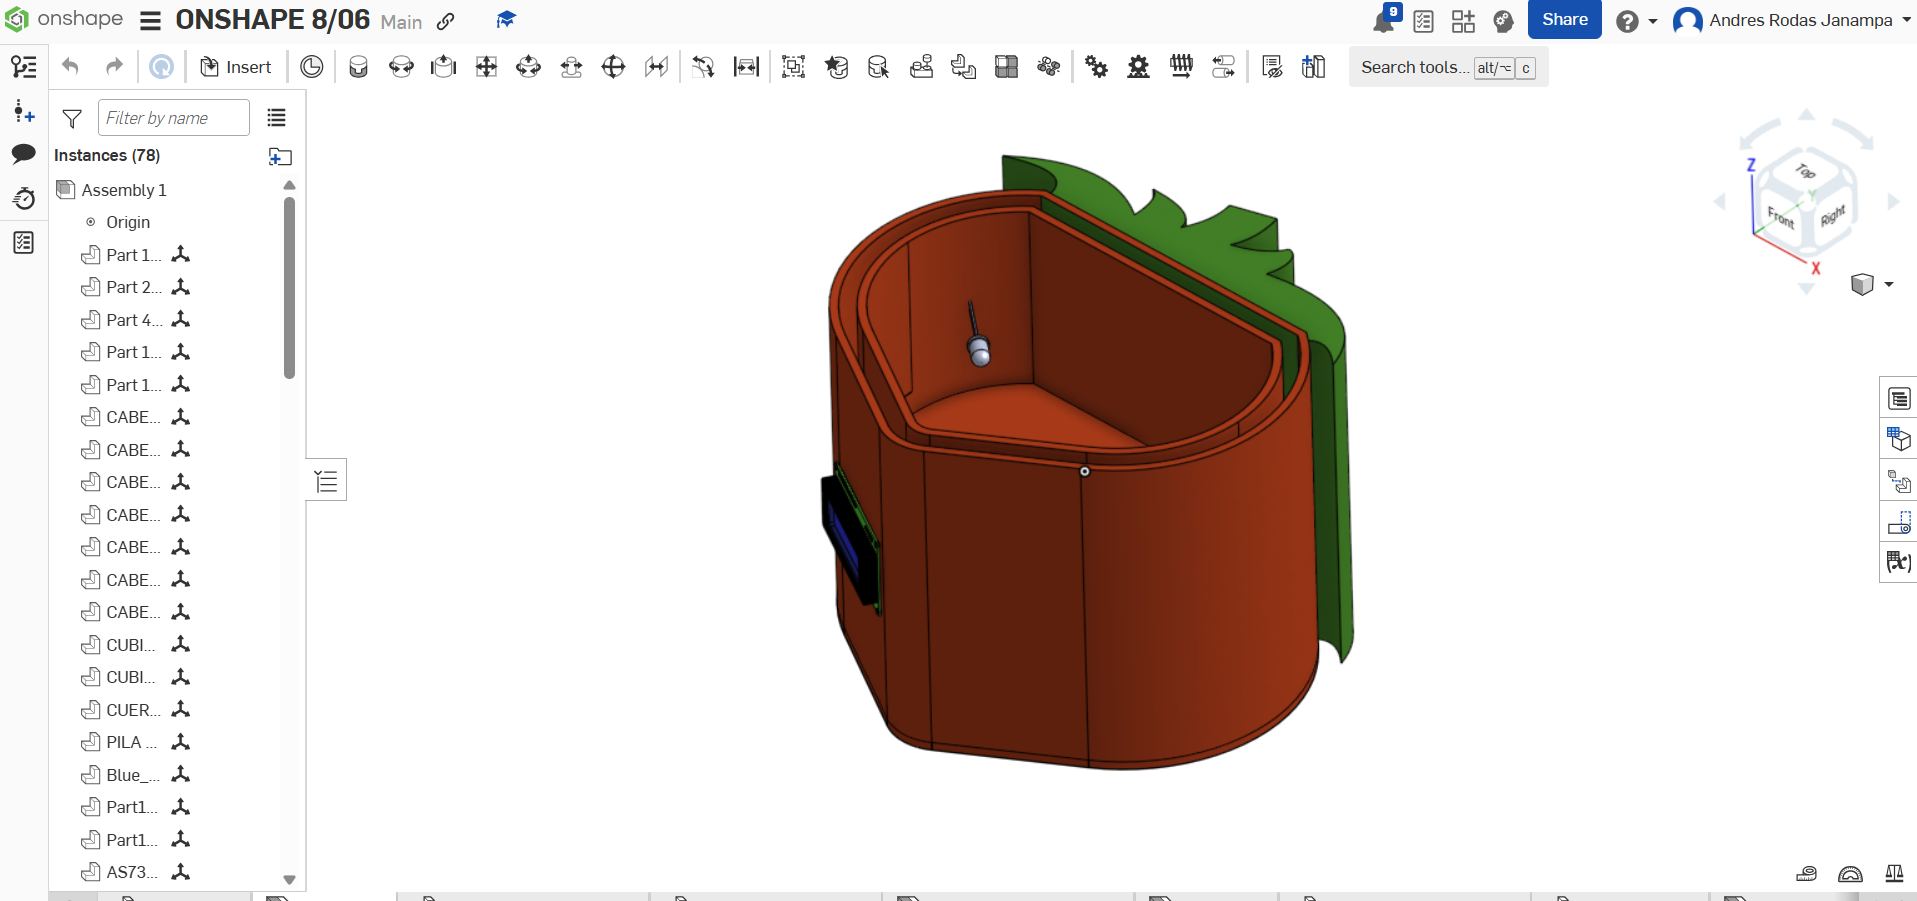 onshape ONSHAPE 8/06 Main 9 Share Andres Rodas Janampa
Insert Search tools... alt/⌥ c
Filter by name
Instances (78)
Assembly 1
Origin
Part 1...
Part 2...
Part 4...
Part 1...
Part 1...
CABE...
CABE...
CABE...
CABE...
CABE...
CABE...
CABE...
CUBI...
CUBI...
CUER...
PILA ...
Blue_...
Part1...
Part1...
AS73...
Z
Top
Y
Front
Right
X
(x)